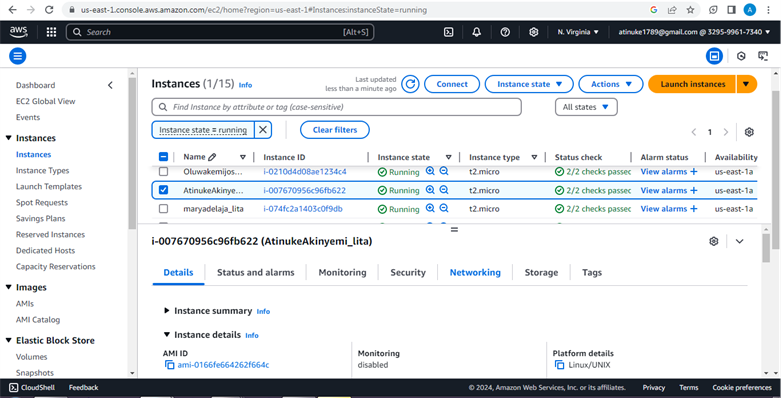 us-east-1.console.aws.amazon.com/ec2/home?region=us-east-1#Instances:instanceState=running
A
aws
Search
[Alt+S]
N. Virginia
atinuke1789@gmail.com @ 3295-9961-7340
Dashboard
EC2 Global View
Events
Instances
Instances
Instance Types
Launch Templates
Spot Requests
Savings Plans
Reserved Instances
Dedicated Hosts
Capacity Reservations
Images
AMIs
AMI Catalog
Elastic Block Store
Volumes
Snapshots
Instances (1/15) Info
Last updated
less than a minute ago
Connect
Instance state
Actions
Launch instances
Find Instance by attribute or tag (case-sensitive)
All states
Instance state = running
Clear filters
1
Name Instance ID Instance state Instance type Status check Alarm status Availability
Oluwakemijos... i-0210d4d08ae1234c4 Running t2.micro 2/2 checks passec View alarms + us-east-1a
AtinukeAkinye... i-007670956c96fb622 Running t2.micro 2/2 checks passec View alarms + us-east-1a
maryadelaja_lita i-074fc2a1403c0f9db Running t2.micro 2/2 checks passec View alarms + us-east-1a
i-007670956c96fb622 (AtinukeAkinyemi_lita)
Details Status and alarms Monitoring Security Networking Storage Tags
Instance summary Info
Instance details Info
AMI ID
ami-0166fe664262f664c
Monitoring
disabled
Platform details
Linux/UNIX
CloudShell Feedback © 2024, Amazon Web Services, Inc. or its affiliates. Privacy Terms Cookie preferences